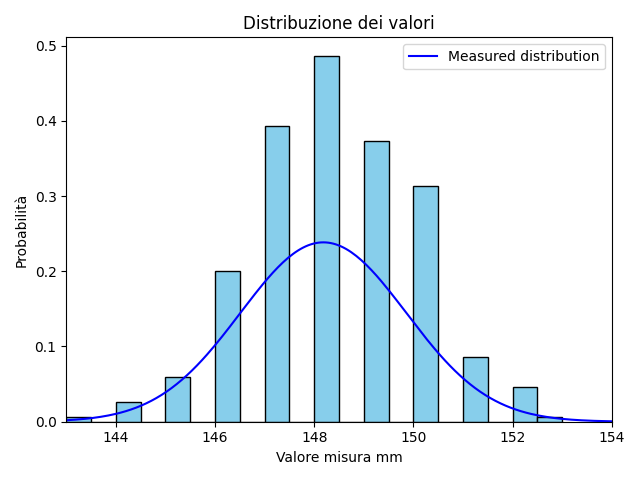 Distribuzione dei valori
Measured distribution
0.5
0.4
0.3
0.2
0.1
0.0
Probabilità
144 146 148 150 152 154
Valore misura mm